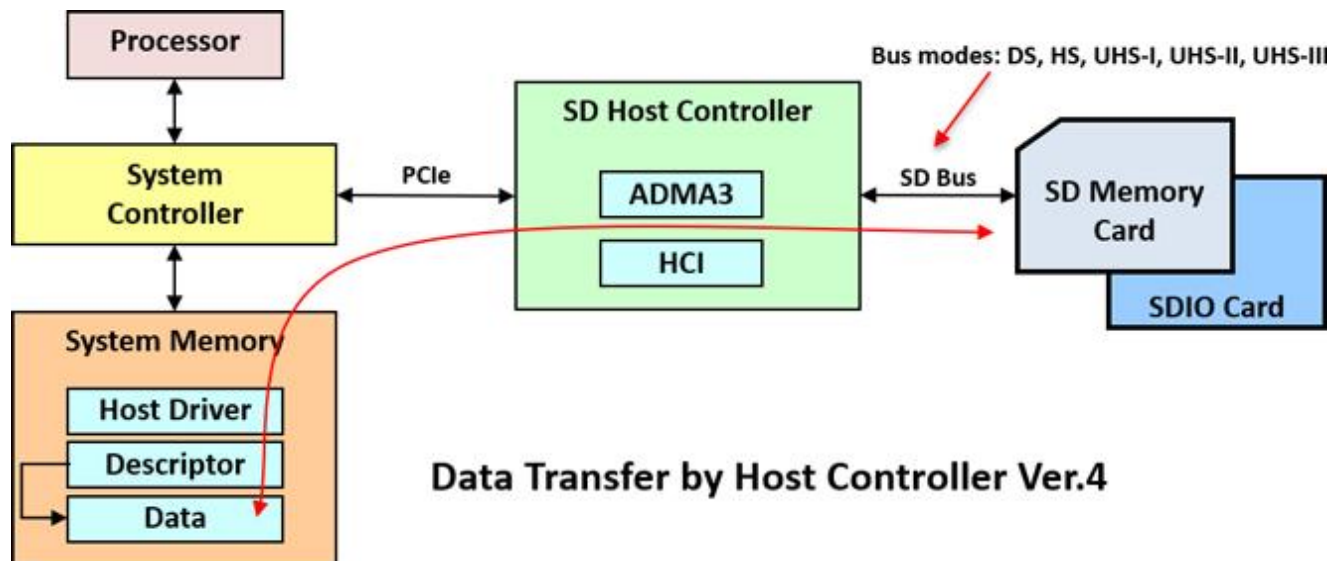 Processor
Bus modes: DS, HS, UHS-I, UHS-II, UHS-III
System
Controller
PCIe
SD Host Controller
ADMA3
HCI
SD Bus
SD Memory
Card
SDIO Card
System Memory
Host Driver
Descriptor
Data
Data Transfer by Host Controller Ver.4